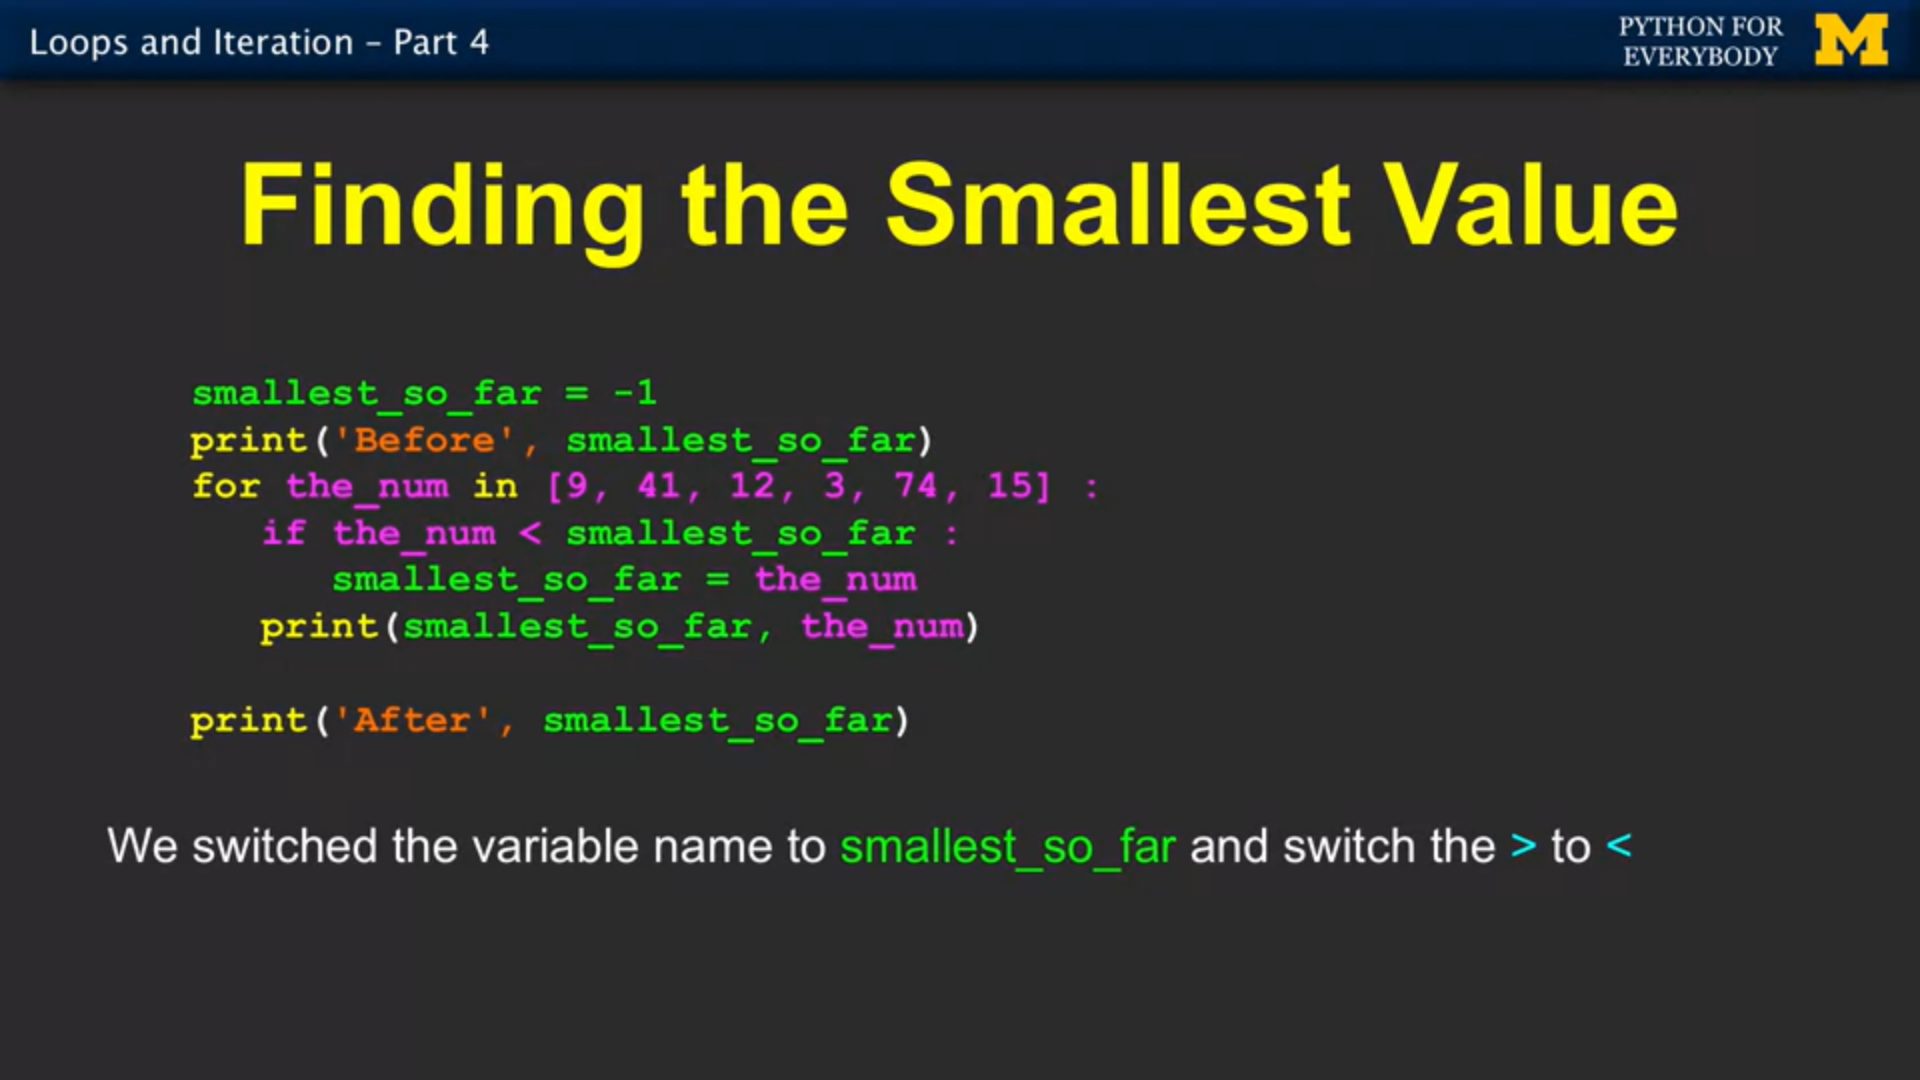 Loops and Iteration – Part 4
PYTHON FOR
EVERYBODY
M
Finding the Smallest Value
smallest_so_far = -1
print('Before', smallest_so_far)
for the_num in [9, 41, 12, 3, 74, 15] :
   if the_num < smallest_so_far :
      smallest_so_far = the_num
   print(smallest_so_far, the_num)
print('After', smallest_so_far)
We switched the variable name to smallest_so_far and switch the > to <